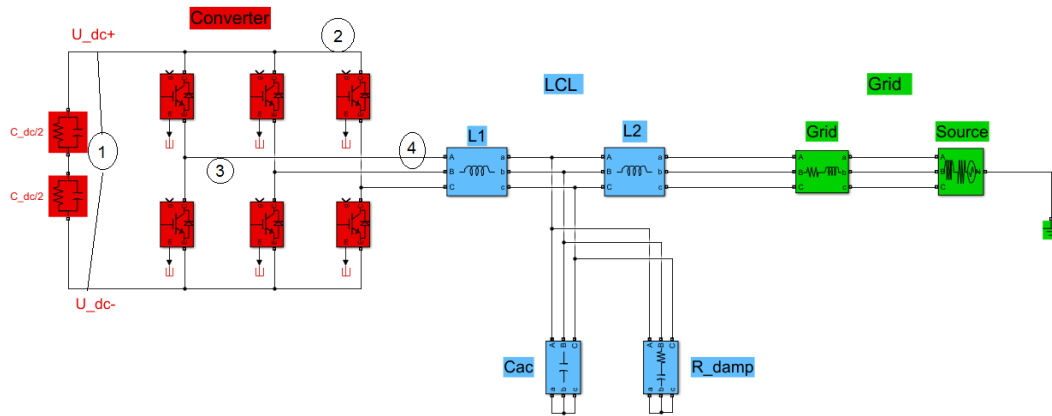 Converter
U_dc+
2
LCL
Grid
C_dc/2
1
L1
L2
Grid
Source
4
A
a
A
a
A
a
A
B
b
B
b
B
b
B
N
C
c
C
c
C
c
C
3
C_dc/2
U_dc-
A
B
C
A
B
C
Cac
R_damp
a
b
c
a
b
c